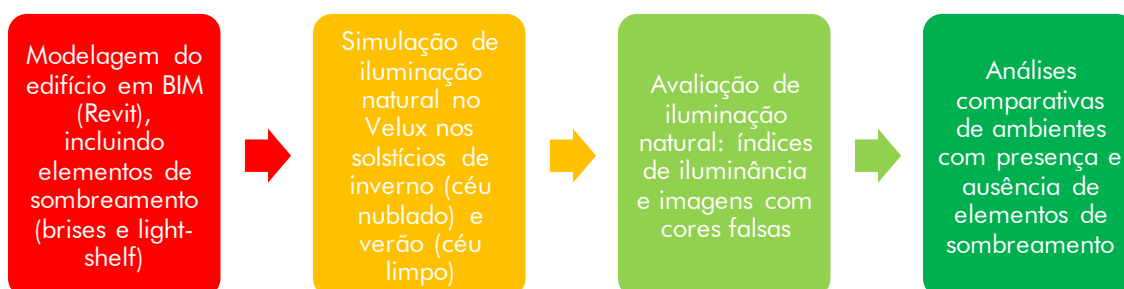 Modelagem do
edifício em BIM
(Revit),
incluindo
elementos de
sombreamento
(brises e light-
shelf)
Simulação de
iluminação
natural no
Velux nos
solstícios de
inverno (céu
nublado) e
verão (céu
limpo)
Avaliação de
iluminação
natural: índices
de iluminância
e imagens com
cores falsas
Análises
comparativas
de ambientes
com presença e
ausência de
elementos de
sombreamento